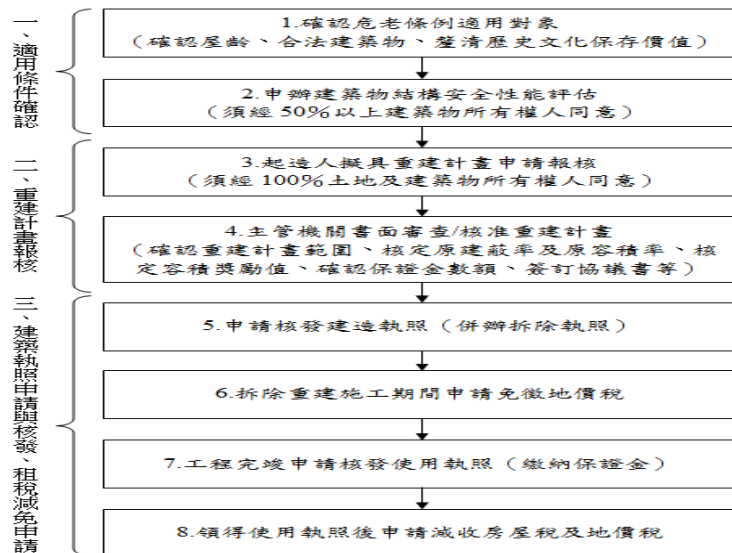 一、適用條件確認
1.確認危老條例適用對象
（確認屋齡、合法建築物、釐清歷史文化保存價值）
2.申辦建築物結構安全性能評估
（須經50%以上建築物所有權人同意）
二、重建計畫報核
3.起造人擬具重建計畫申請報核
（須經100%土地及建築物所有權人同意）
4.主管機關書面審查/核准重建計畫
（確認重建計畫範圍、核定原建蔽率及原容積率、核
定容積獎勵值、確認保證金數額、簽訂協議書等）
三、建築執照申請與核發、租稅減免申請
5.申請核發建造執照（併辦拆除執照）
6.拆除重建施工期間申請免徵地價稅
7.工程完竣申請核發使用執照（繳納保證金）
8.領得使用執照後申請減收房屋稅及地價稅